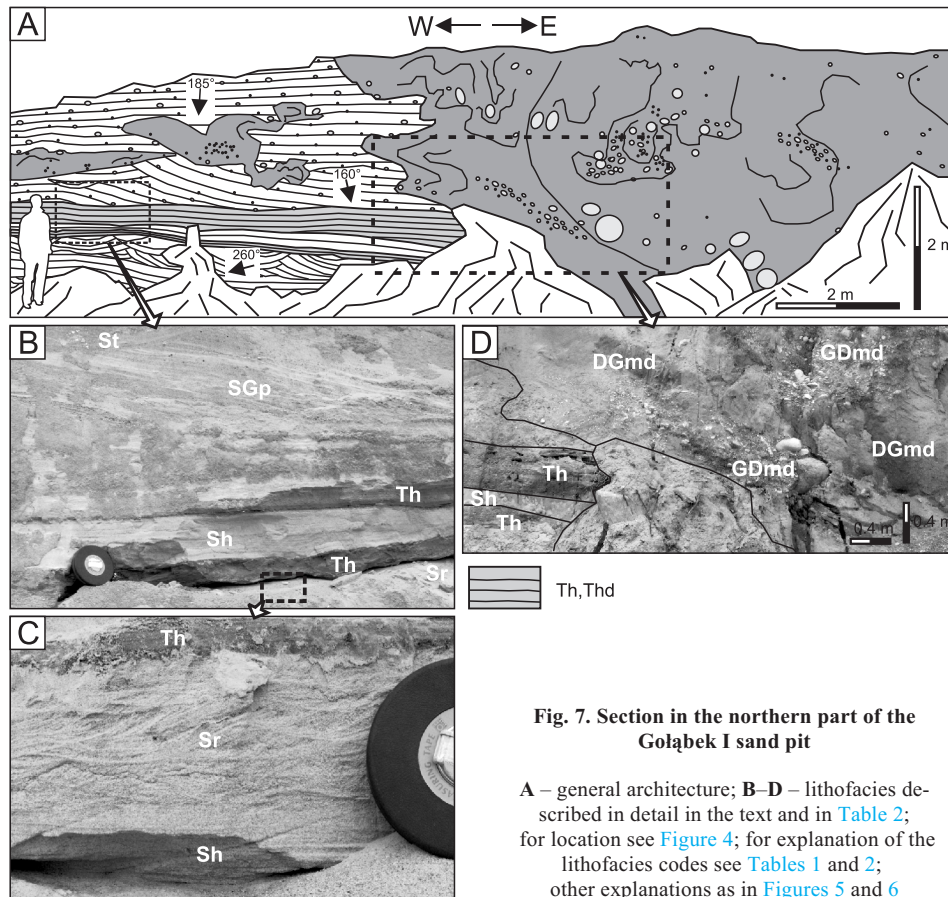 A
W E
185°
160°
260°
2 m
2 m
B
St
SGp
Th
Sh
Th
Sr
D
DGmd
GDmd
DGmd
Th
GDmd
Sh
Th
0.4 m
0.4 m
Th,Thd
C
Th
Sr
Sh
Fig. 7. Section in the northern part of the
Gołąbek I sand pit
A – general architecture; B–D – lithofacies de-
scribed in detail in the text and in Table 2;
for location see Figure 4; for explanation of the
lithofacies codes see Tables 1 and 2;
other explanations as in Figures 5 and 6